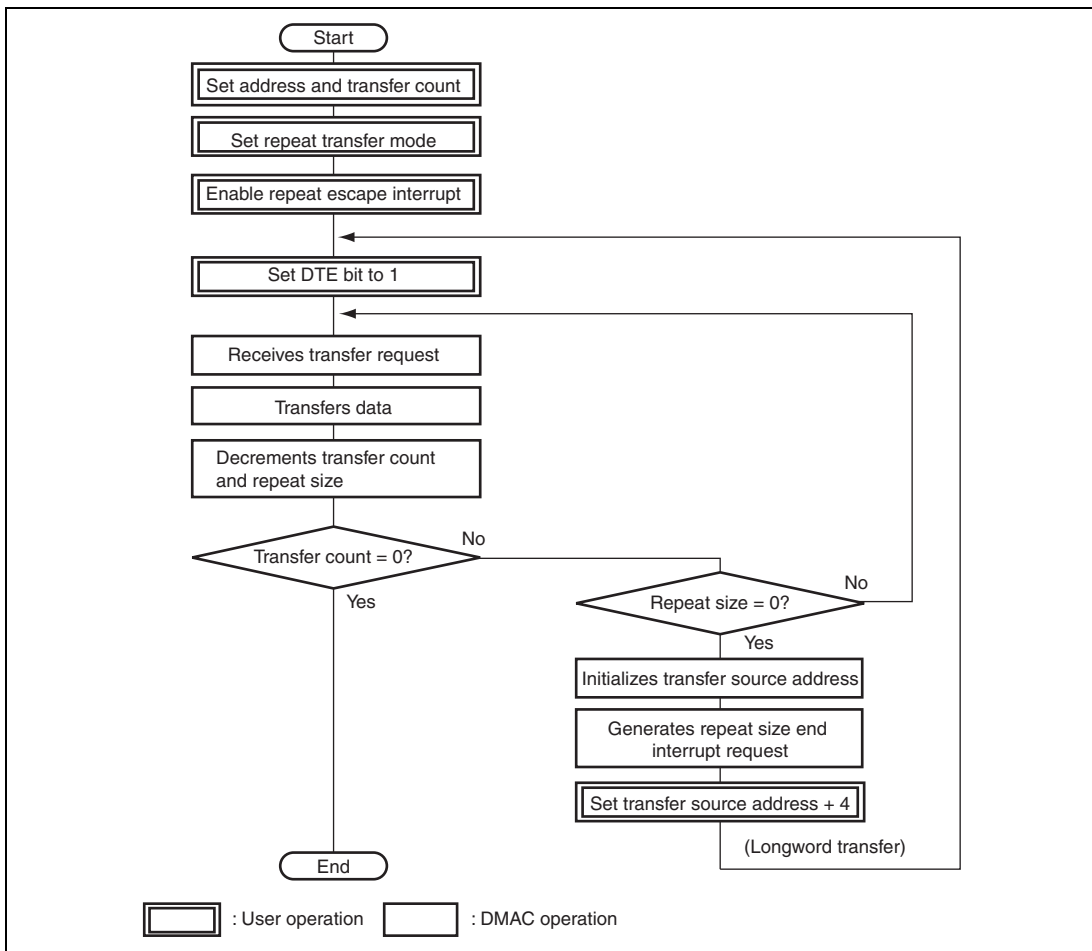 Start
Set address and transfer count
Set repeat transfer mode
Enable repeat escape interrupt
Set DTE bit to 1
Receives transfer request
Transfers data
Decrements transfer count
and repeat size
Transfer count = 0?
No
Yes
Repeat size = 0?
No
Yes
Initializes transfer source address
Generates repeat size end
interrupt request
Set transfer source address + 4
(Longword transfer)
End
: User operation
: DMAC operation